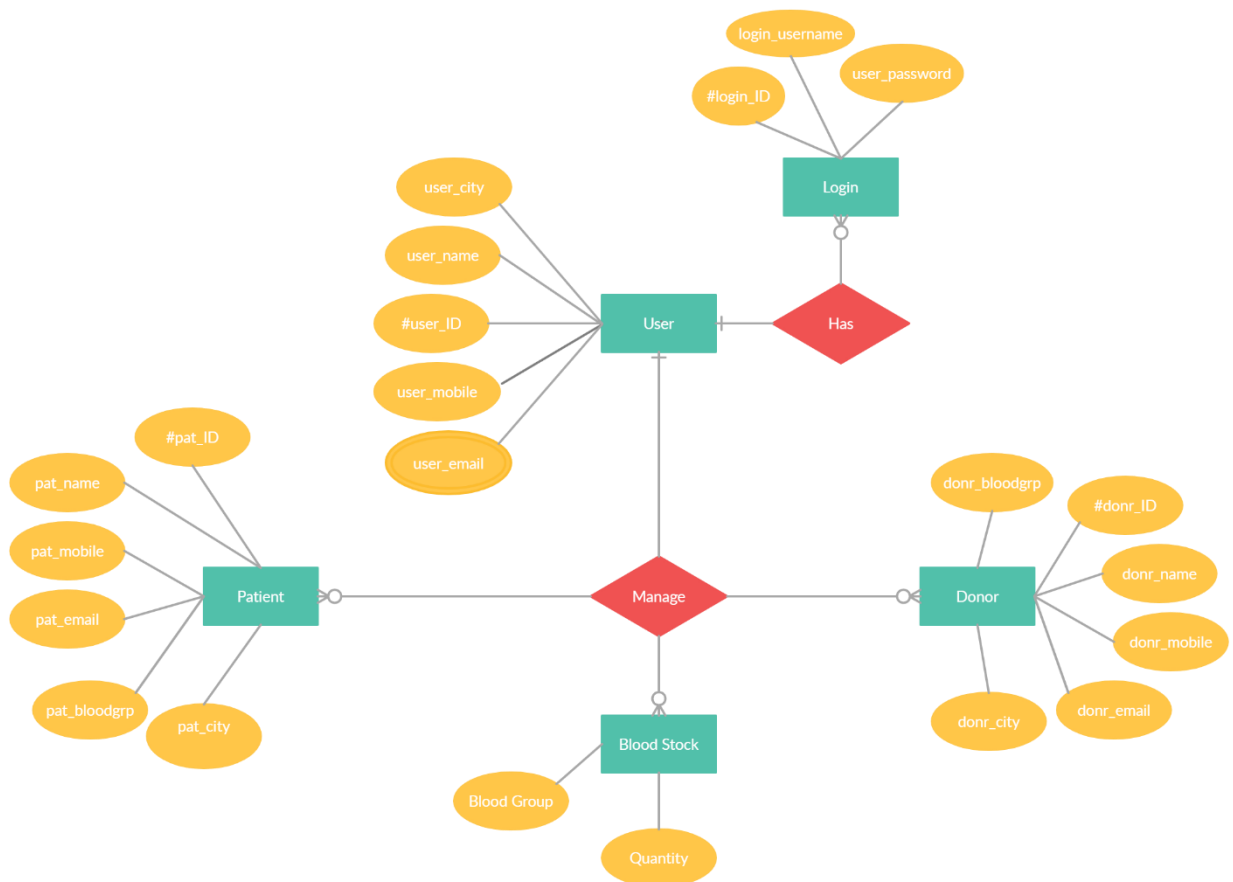 login_username
user_password
#login_ID
Login
user_city
user_name
#user_ID
User
Has
user_mobile
user_email
#pat_ID
pat_name
pat_mobile
pat_email
Patient
pat_bloodgrp
pat_city
Manage
donr_bloodgrp
#donr_ID
donr_name
Donor
donr_mobile
donr_email
donr_city
Blood Stock
Blood Group
Quantity